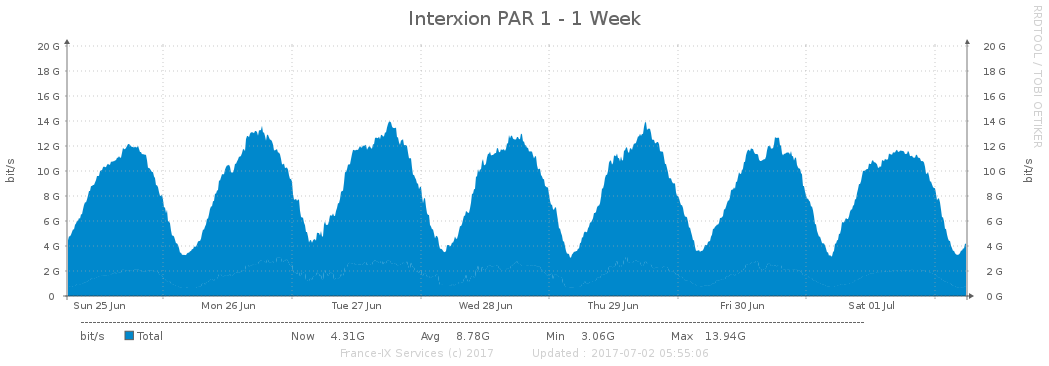 Interxion PAR 1 - 1 Week
RRDTOOL / TOBI OETIKER
20 G 20 G
18 G 18 G
16 G 16 G
14 G 14 G
12 G 12 G
10 G 10 G
8 G 8 G
6 G 6 G
4 G 4 G
2 G 2 G
0 0 G
bit/s
bit/s
Sun 25 Jun Mon 26 Jun Tue 27 Jun Wed 28 Jun Thu 29 Jun Fri 30 Jun Sat 01 Jul
bit/s Total Now 4.31G Avg 8.78G Min 3.06G Max 13.94G
France-IX Services (c) 2017 Updated : 2017-07-02 05:55:06